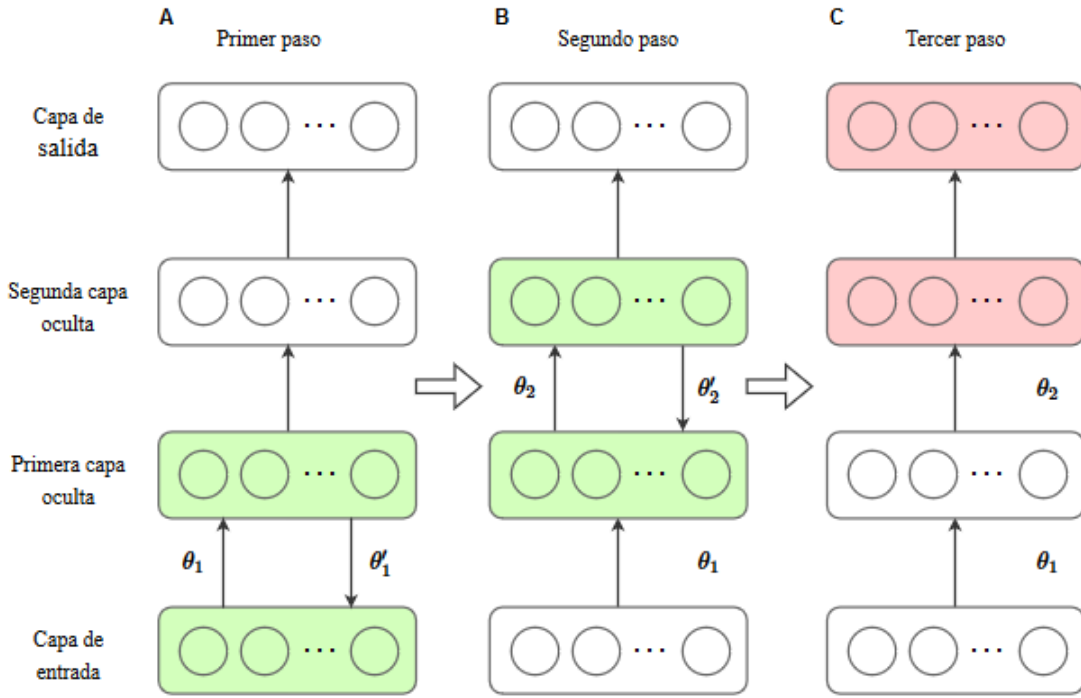 A
Primer paso
B
Segundo paso
C
Tercer paso
Capa de
salida
...
...
...
Segunda capa
oculta
...
...
...
θ₂
θ′₂
θ₂
Primera capa
oculta
...
...
...
θ₁
θ′₁
θ₁
θ₁
Capa de
entrada
...
...
...